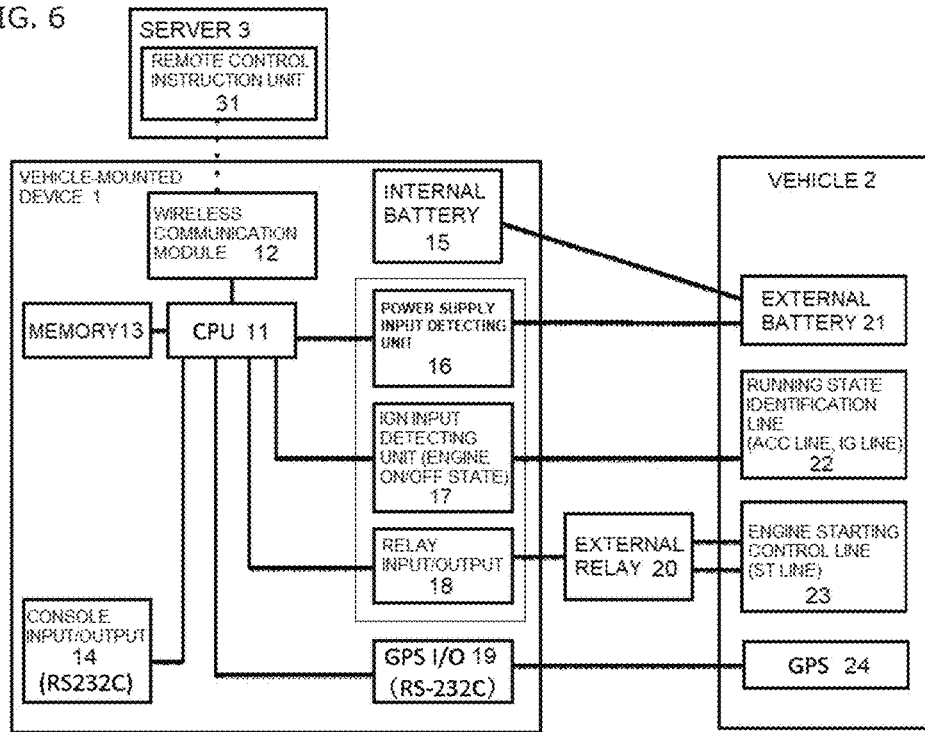 IG. 6
SERVER 3
REMOTE CONTROL
INSTRUCTION UNIT
31
VEHICLE-MOUNTED
DEVICE 1
WIRELESS
COMMUNICATION
MODULE 12
INTERNAL
BATTERY
15
VEHICLE 2
MEMORY13
CPU 11
POWER SUPPLY
INPUT DETECTING
UNIT
16
EXTERNAL
BATTERY 21
IGN INPUT
DETECTING
UNIT (ENGINE
ON/OFF STATE)
17
RUNNING STATE
IDENTIFICATION
LINE
(ACC LINE, IG LINE)
22
RELAY
INPUT/OUTPUT
18
EXTERNAL
RELAY 20
ENGINE STARTING
CONTROL LINE
(ST LINE)
23
CONSOLE
INPUT/OUTPUT
14
(RS232C)
GPS I/O 19
(RS-232C)
GPS 24